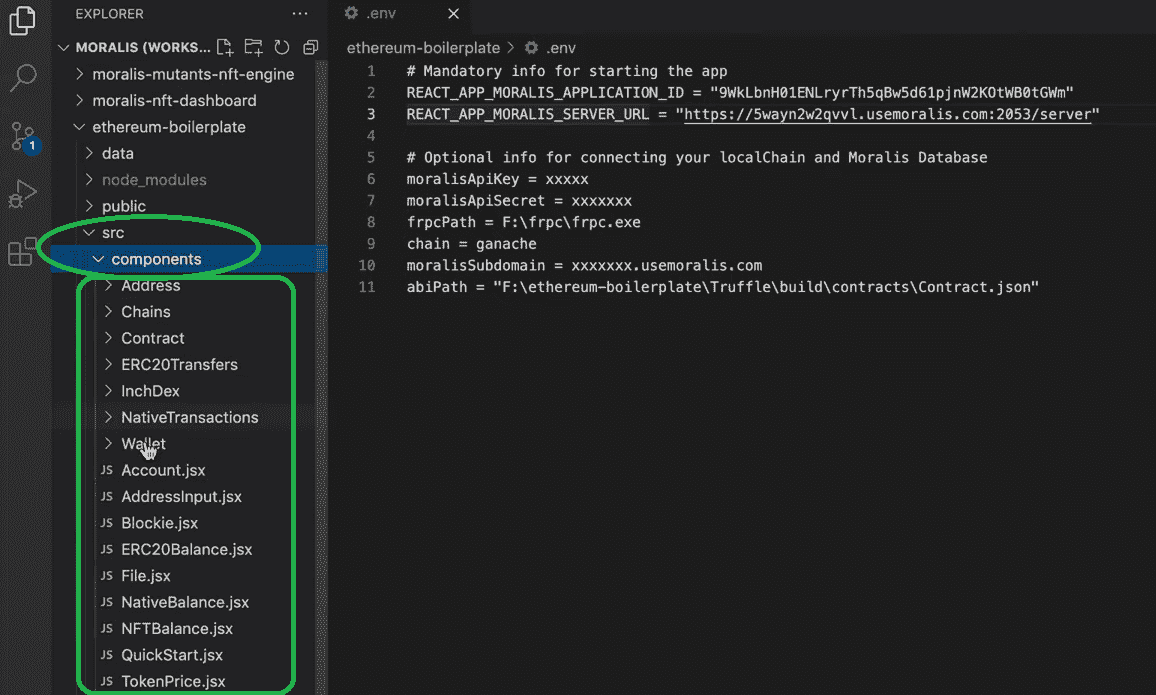 EXPLORER
MORALIS (WORKS...
moralis-mutants-nft-engine
moralis-nft-dashboard
ethereum-boilerplate
data
node_modules
public
src
components
Address
Chains
Contract
ERC20Transfers
InchDex
NativeTransactions
Wallet
JS Account.jsx
JS AddressInput.jsx
JS Blockie.jsx
JS ERC20Balance.jsx
JS File.jsx
JS NativeBalance.jsx
JS NFTBalance.jsx
JS QuickStart.jsx
JS TokenPrice.jsx
1
.env
ethereum-boilerplate > .env
1 # Mandatory info for starting the app
2 REACT_APP_MORALIS_APPLICATION_ID = "9WkLbnH01ENLryrTh5qBw5d61pjnW2KOtWB0tGWm"
3 REACT_APP_MORALIS_SERVER_URL = "https://5wayn2w2qvvl.usemoralis.com:2053/server"
4
5 # Optional info for connecting your localChain and Moralis Database
6 moralisApiKey = xxxxx
7 moralisApiSecret = xxxxxxx
8 frpcPath = F:\frpc\frpc.exe
9 chain = ganache
10 moralisSubdomain = xxxxxxx.usemoralis.com
11 abiPath = "F:\ethereum-boilerplate\Truffle\build\contracts\Contract.json"